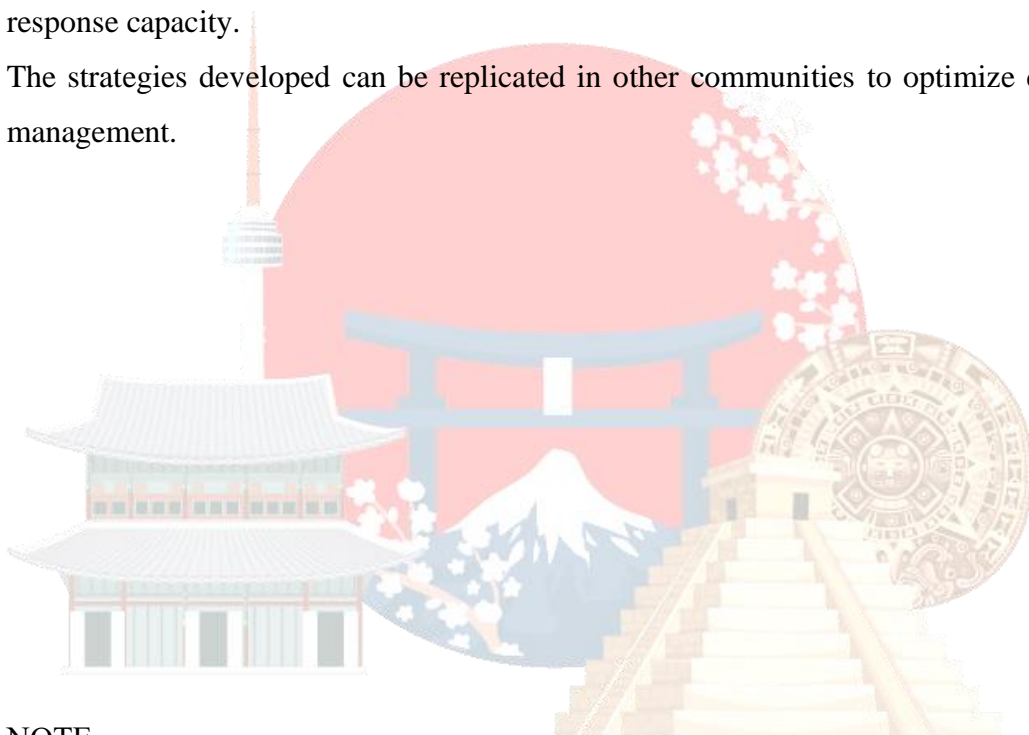 response capacity.
The strategies developed can be replicated in other communities to optimize
management.
NOTE